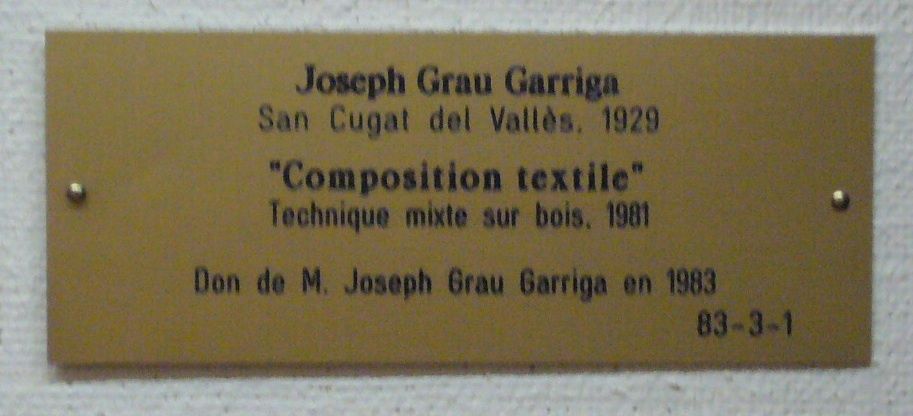 Joseph Grau Garriga
San Cugat del Vallès, 1929
"Composition textile"
Technique mixte sur bois, 1981
Don de M. Joseph Grau Garriga en 1983
83-3-1